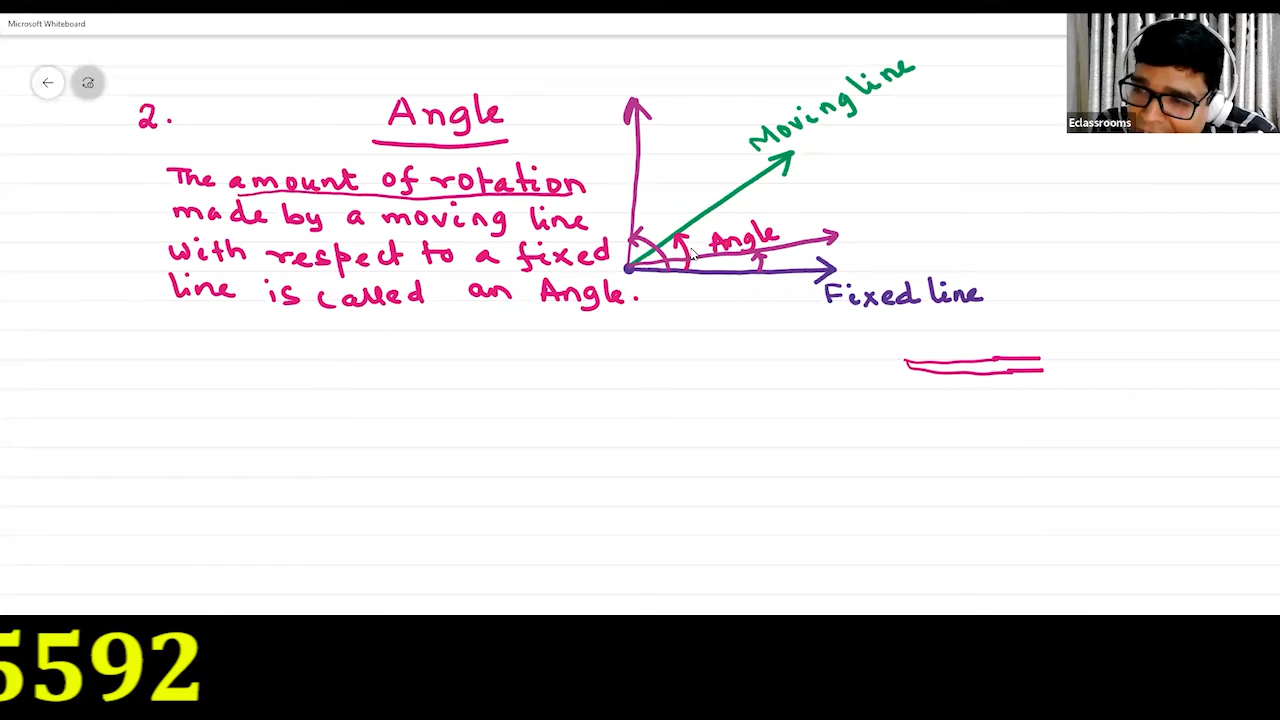 Microsoft Whiteboard
Eclassrooms
2. Angle
The amount of rotation
made by a moving line
with respect to a fixed
line is called an Angle.
Moving line
Angle
Fixed line
5592